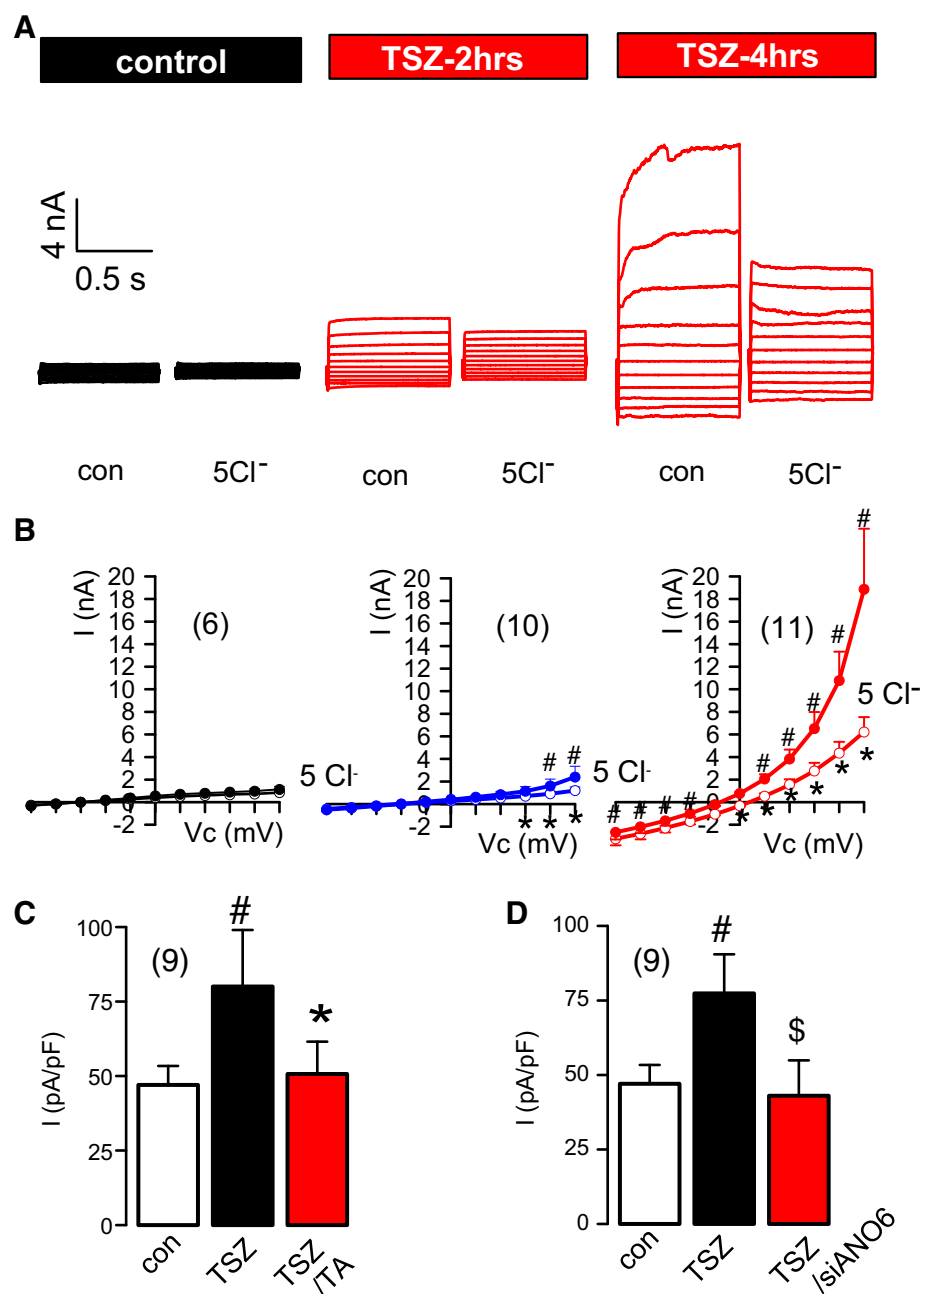 A
control
TSZ-2hrs
TSZ-4hrs
4 nA
0.5 s
con
5Cl-
con
5Cl-
con
5Cl-
B
I (nA)
20
18
16
14
12
10
8
6
4
2
-2
(6)
5 Cl-
Vc (mV)
I (nA)
20
18
16
14
12
10
8
6
4
2
-2
(10)
# #
5 Cl-
* * *
Vc (mV)
I (nA)
20
18
16
14
12
10
8
6
4
2
-2
(11)
# # # # # # # # #
5 Cl-
* * * * * *
Vc (mV)
C
I (pA/pF)
100
75
50
25
0
(9)
#
*
con
TSZ
TSZ
/TA
D
I (pA/pF)
100
75
50
25
0
(9)
#
$
con
TSZ
TSZ
/siANO6